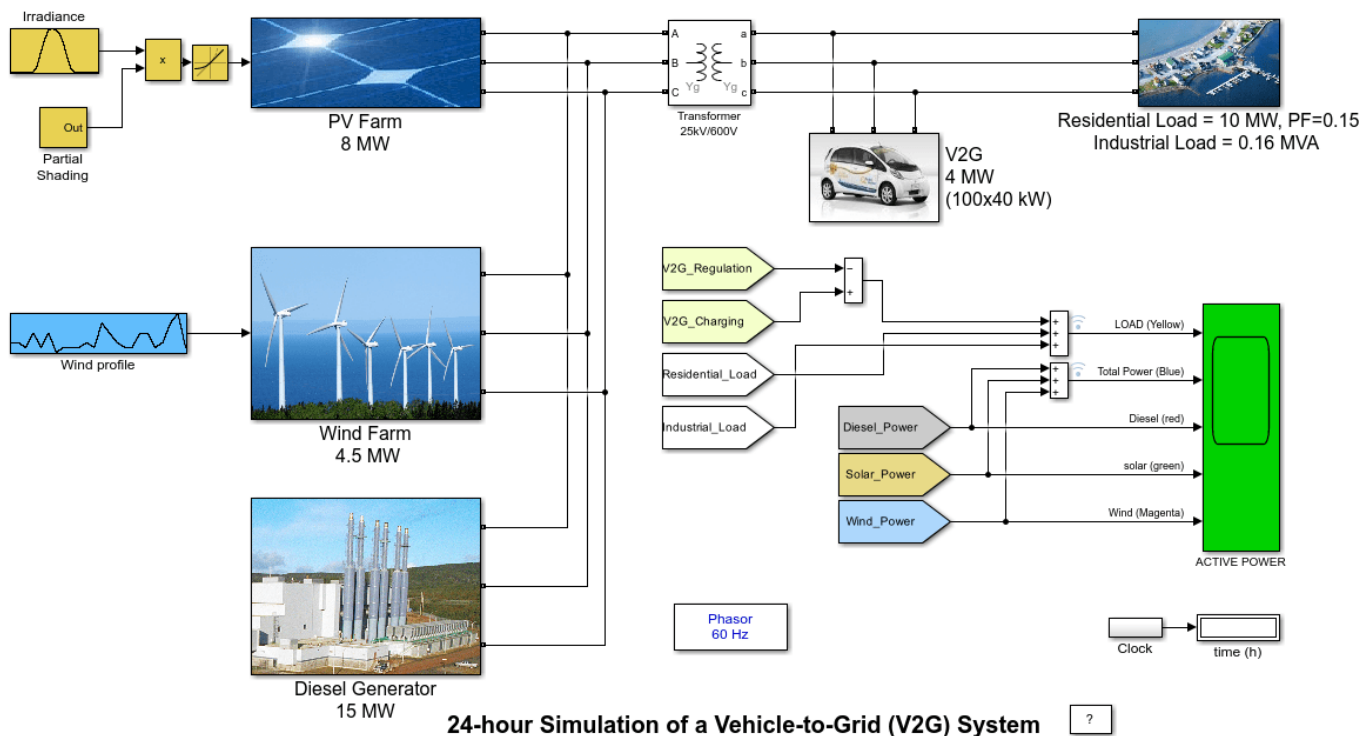 Irradiance
x
Out
Partial
Shading
PV Farm
8 MW
A
B
C
a
b
c
Yg
Yg
Transformer
25kV/600V
Residential Load = 10 MW, PF=0.15
Industrial Load = 0.16 MVA
V2G
4 MW
(100x40 kW)
Wind profile
Wind Farm
4.5 MW
Diesel Generator
15 MW
V2G_Regulation
V2G_Charging
Residential_Load
Industrial_Load
−
+
+
+
+
+
+
+
Diesel_Power
Solar_Power
Wind_Power
LOAD (Yellow)
Total Power (Blue)
Diesel (red)
solar (green)
Wind (Magenta)
ACTIVE POWER
Phasor
60 Hz
Clock
time (h)
24-hour Simulation of a Vehicle-to-Grid (V2G) System
?